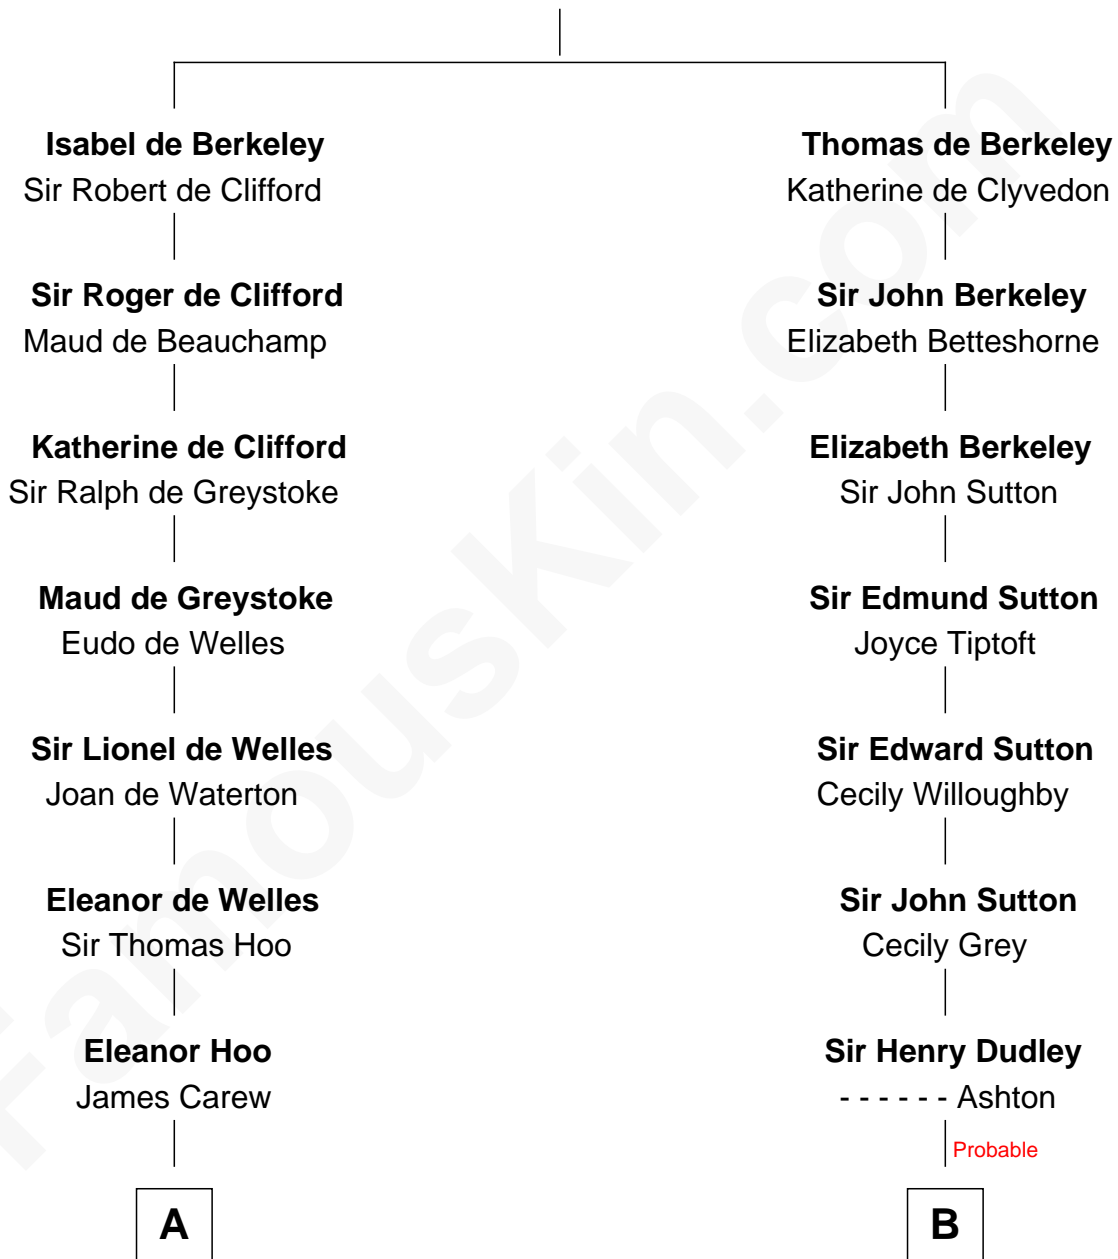 Isabel de Berkeley
Sir Robert de Clifford
Thomas de Berkeley
Katherine de Clyvedon
Sir Roger de Clifford
Maud de Beauchamp
Sir John Berkeley
Elizabeth Betteshorne
Katherine de Clifford
Sir Ralph de Greystoke
Elizabeth Berkeley
Sir John Sutton
Maud de Greystoke
Eudo de Welles
Sir Edmund Sutton
Joyce Tiptoft
Sir Lionel de Welles
Joan de Waterton
Sir Edward Sutton
Cecily Willoughby
Eleanor de Welles
Sir Thomas Hoo
Sir John Sutton
Cecily Grey
Eleanor Hoo
James Carew
Sir Henry Dudley
- - - - - - Ashton
Probable
A
B
FamousKin.com